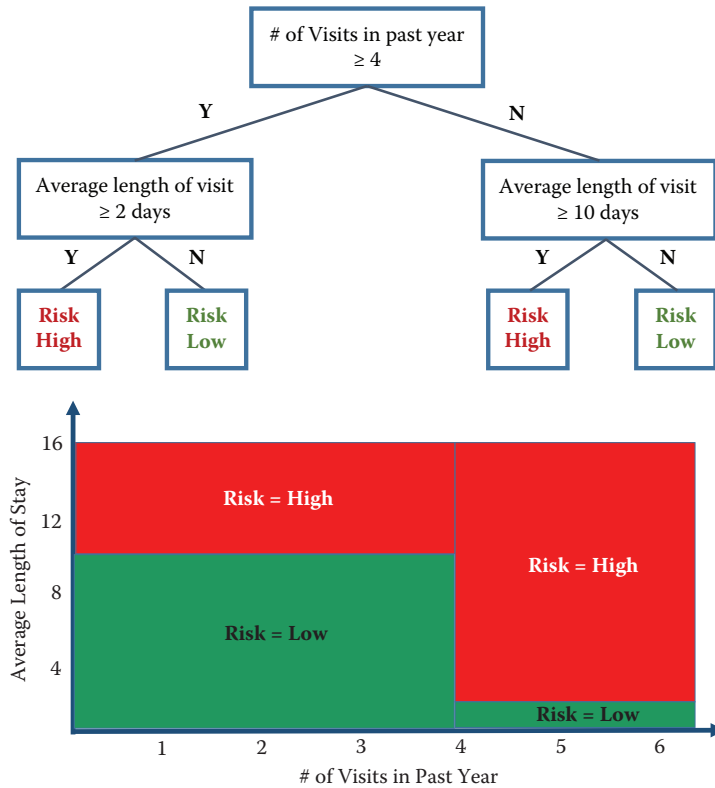 # of Visits in past year
≥ 4
Y
N
Average length of visit
≥ 2 days
Average length of visit
≥ 10 days
Y
N
Y
N
Risk
High
Risk
Low
Risk
High
Risk
Low
Average Length of Stay
16
12
8
4
Risk = High
Risk = High
Risk = Low
Risk = Low
1
2
3
4
5
6
# of Visits in Past Year